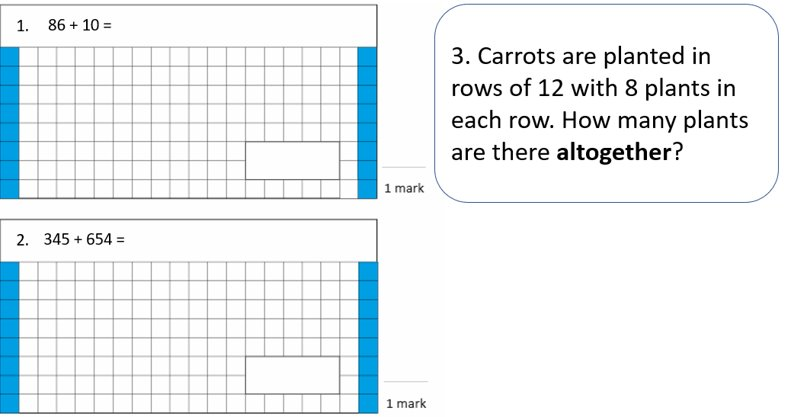 1. 86 + 10 =
1 mark
2. 345 + 654 =
1 mark
3. Carrots are planted in
rows of 12 with 8 plants in
each row. How many plants
are there altogether?